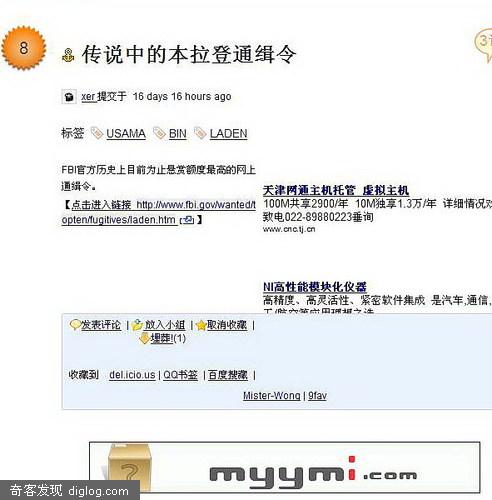 8
传说中的本拉登通缉令
3
xer 提交于 16 days 16 hours ago
标签 USAMA BIN LADEN
FBI官方历史上目前为止悬赏额度最高的网上
通缉令。
【点击进入链接 http://www.fbi.gov/wanted/t
opten/fugitives/laden.htm 】
天津网通主机托管 虚拟主机
100M共享2900/年 10M独享1.3万/年 详细情况
致电022-89880223垂询
www.cnc.tj.cn
NI高性能模块化仪器
高精度、高灵活性、紧密软件集成 是汽车,通信,
发表评论 | 放入小组 | 取消收藏 |
埋葬!(1)
收藏到 del.icio.us | QQ书签 | 百度搜藏 |
Mister-Wong | 9fav
?
myymi.com
奇客发现 diglog.com